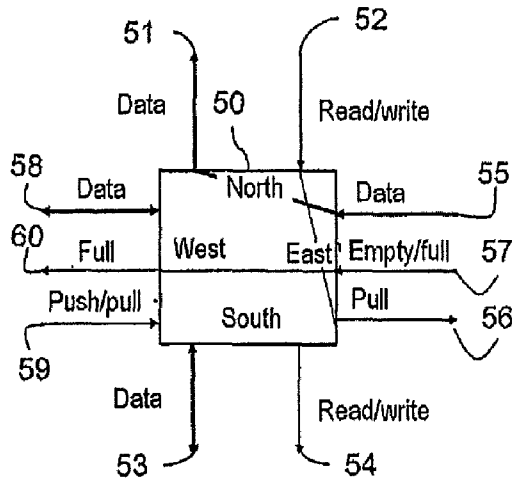 51
52
Data
50
Read/write
58
Data
North
Data
55
60
Full
West
East
Empty/full
57
Push/pull
South
Pull
56
59
Data
Read/write
53
54